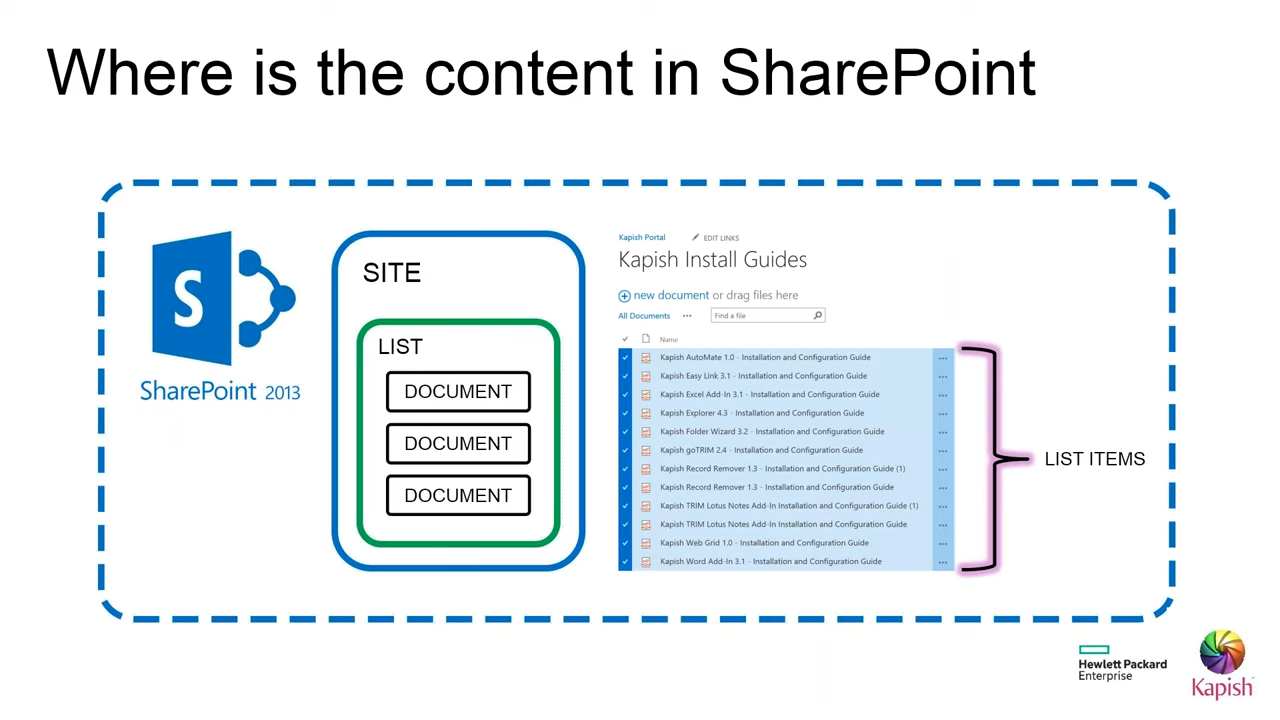 Where is the content in SharePoint
S
SharePoint 2013
SITE
LIST
DOCUMENT
DOCUMENT
DOCUMENT
Kapish Portal EDIT LINKS
Kapish Install Guides
new document or drag files here
All Documents ••• Find a file
Name
Kapish AutoMate 1.0 - Installation and Configuration Guide
Kapish Easy Link 3.1 - Installation and Configuration Guide
Kapish Excel Add-In 3.1 - Installation and Configuration Guide
Kapish Explorer 4.3 - Installation and Configuration Guide
Kapish Folder Wizard 3.2 - Installation and Configuration Guide
Kapish goTRIM 2.4 - Installation and Configuration Guide
Kapish Record Remover 1.3 - Installation and Configuration Guide (1)
Kapish Record Remover 1.3 - Installation and Configuration Guide
Kapish TRIM Lotus Notes Add-In Installation and Configuration Guide (1)
Kapish TRIM Lotus Notes Add-In Installation and Configuration Guide
Kapish Web Grid 1.0 - Installation and Configuration Guide
Kapish Word Add-In 3.1 - Installation and Configuration Guide
LIST ITEMS
Hewlett Packard
Enterprise
Kapish